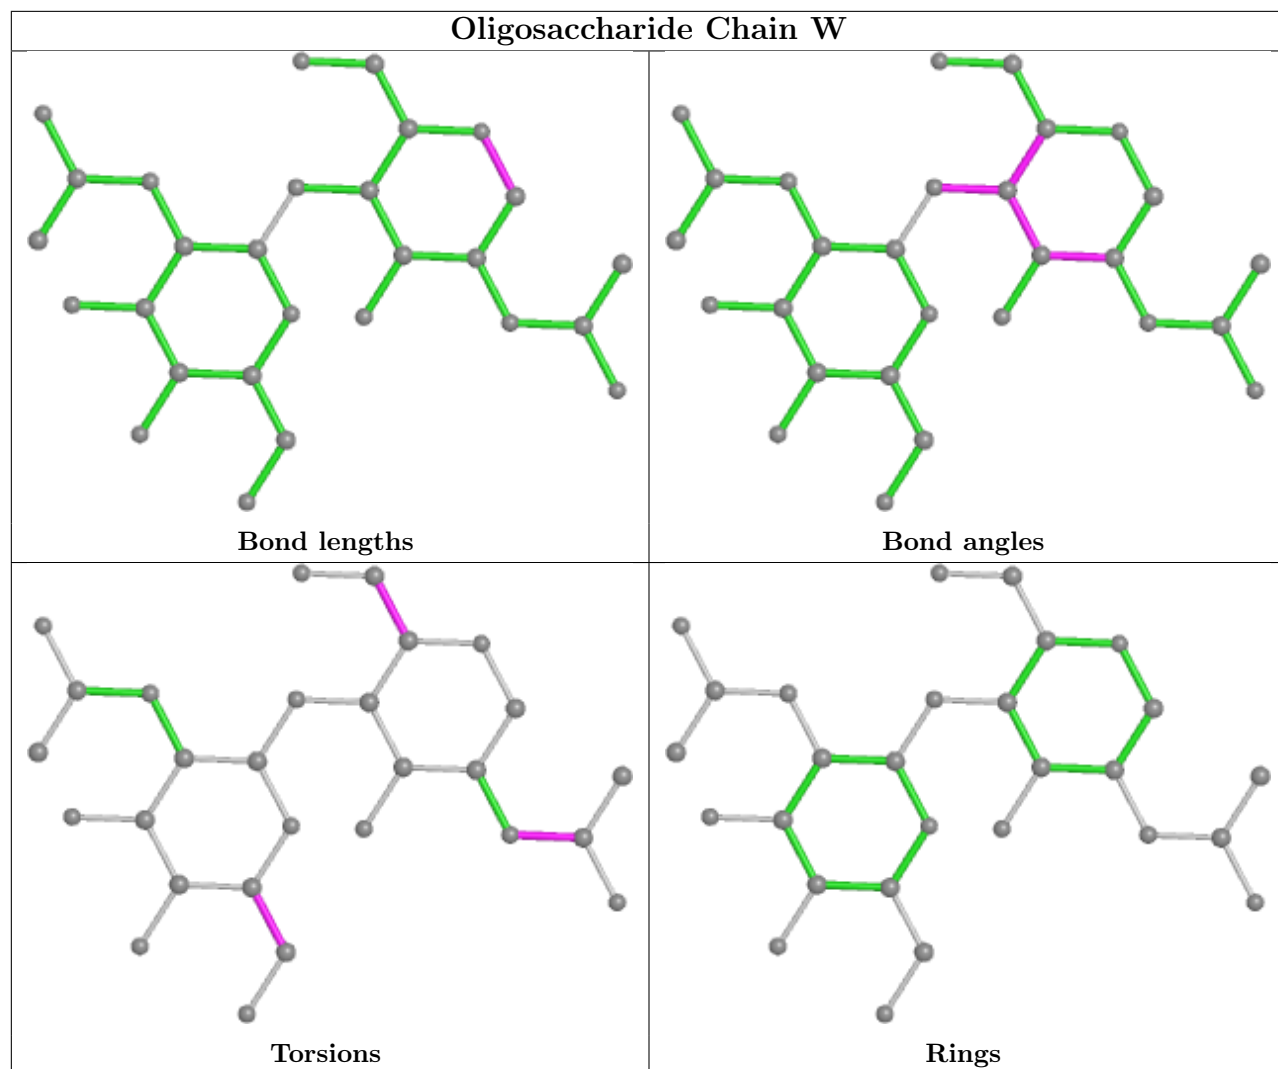 Oligosaccharide Chain W
Bond lengths
Bond angles
Torsions
Rings